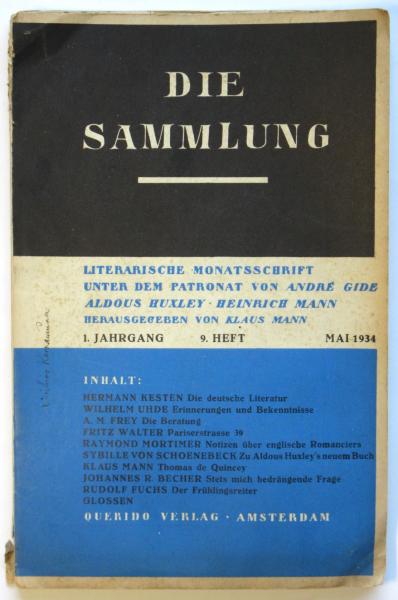 DIE
SAMMLUNG
LITERARISCHE MONATSSCHRIFT
UNTER DEM PATRONAT VON ANDRÉ GIDE
ALDOUS HUXLEY · HEINRICH MANN
HERAUSGEGEBEN VON KLAUS MANN
1. JAHRGANG 9. HEFT MAI 1934
INHALT:
HERMANN KESTEN Die deutsche Literatur
WILHELM UHDE Erinnerungen und Bekenntnisse
A. M. FREY Die Beratung
FRITZ WALTER Pariserstrasse 39
RAYMOND MORTIMER Notizen über englische Romanciers
SYBILLE VON SCHOENEBECK Zu Aldous Huxley's neuem Buch
KLAUS MANN Thomas de Quincey
JOHANNES R. BECHER Stets mich bedrängende Frage
RUDOLF FUCHS Der Frühlingsreiter
GLOSSEN
QUERIDO VERLAG · AMSTERDAM